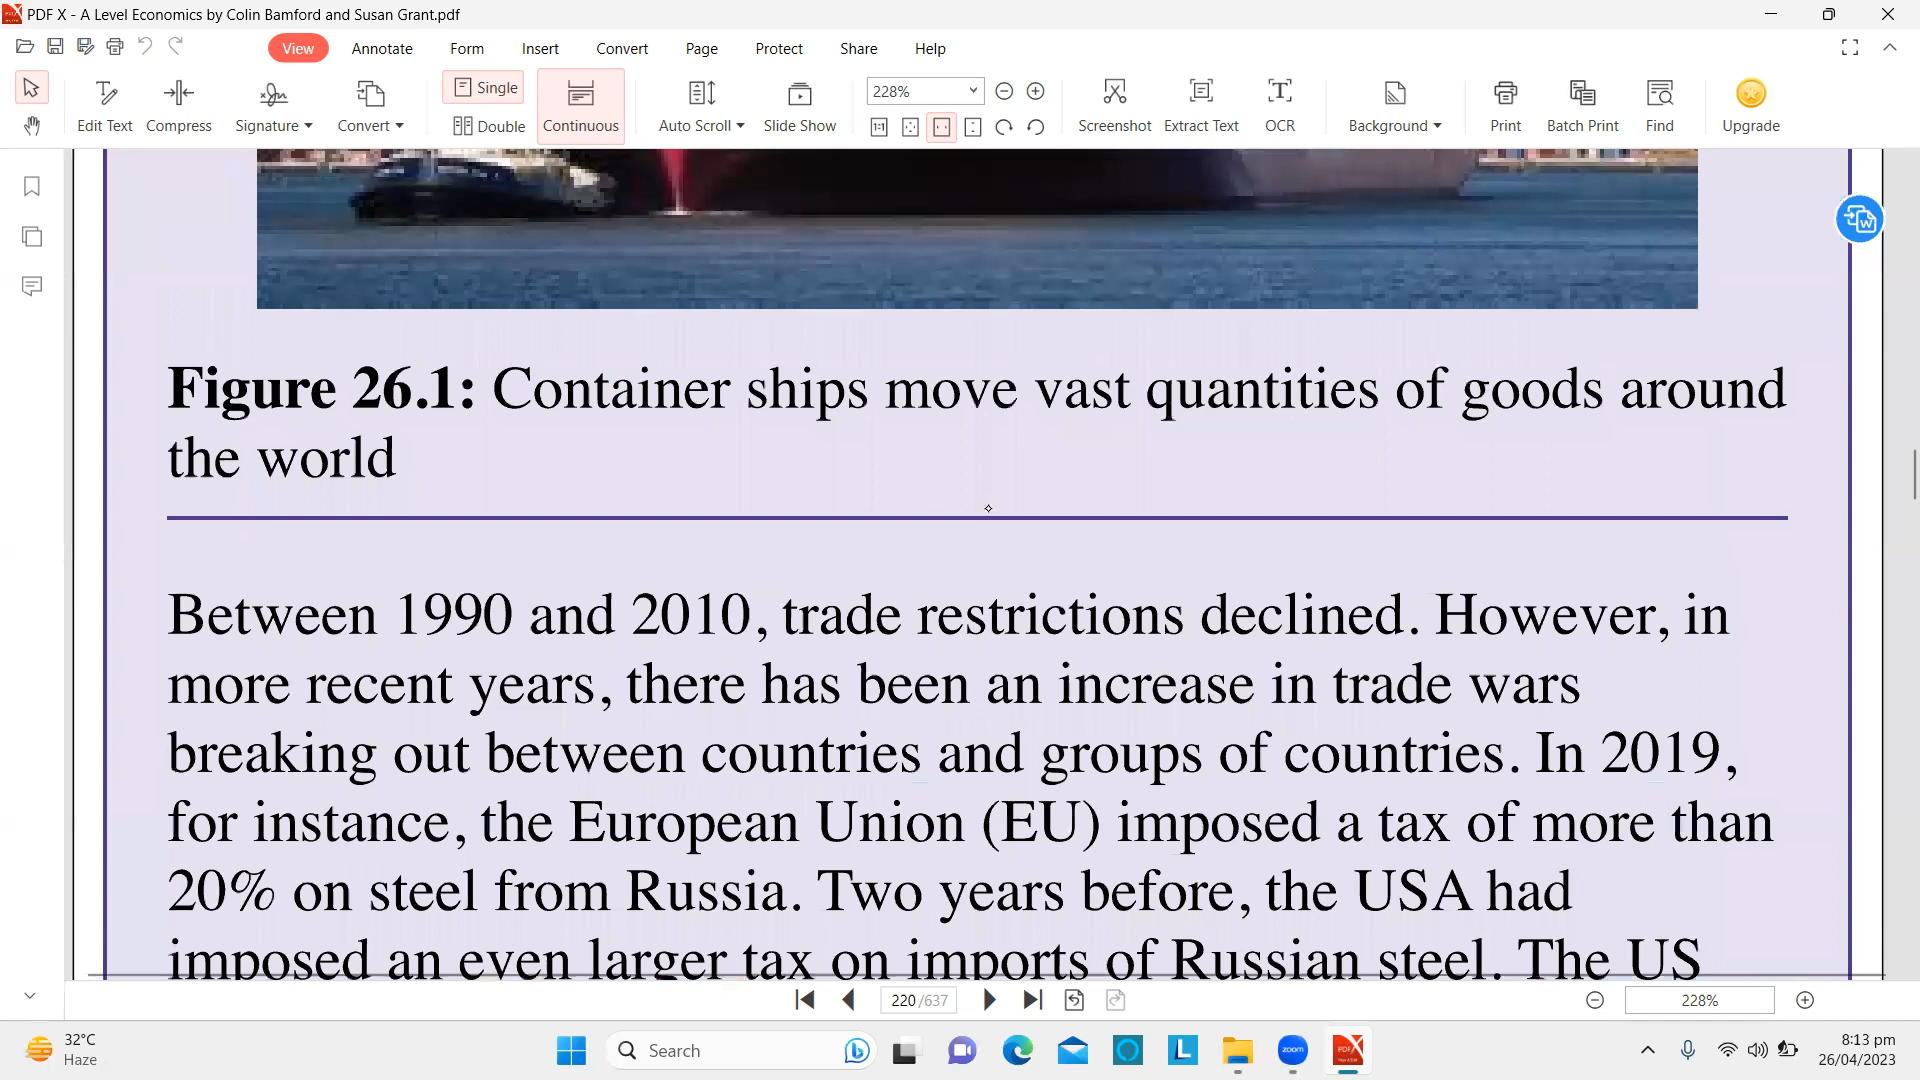 PDF X - A Level Economics by Colin Bamford and Susan Grant.pdf
View Annotate Form Insert Convert Page Protect Share Help
Single
228%
Edit Text Compress Signature Convert Double Continuous Auto Scroll Slide Show Screenshot Extract Text OCR Background Print Batch Print Find Upgrade
Figure 26.1: Container ships move vast quantities of goods around
the world
Between 1990 and 2010, trade restrictions declined. However, in
more recent years, there has been an increase in trade wars
breaking out between countries and groups of countries. In 2019,
for instance, the European Union (EU) imposed a tax of more than
20% on steel from Russia. Two years before, the USA had
imposed an even larger tax on imports of Russian steel. The US
220 /637
228%
32°C
Haze
Search
zoom
8:13 pm
26/04/2023